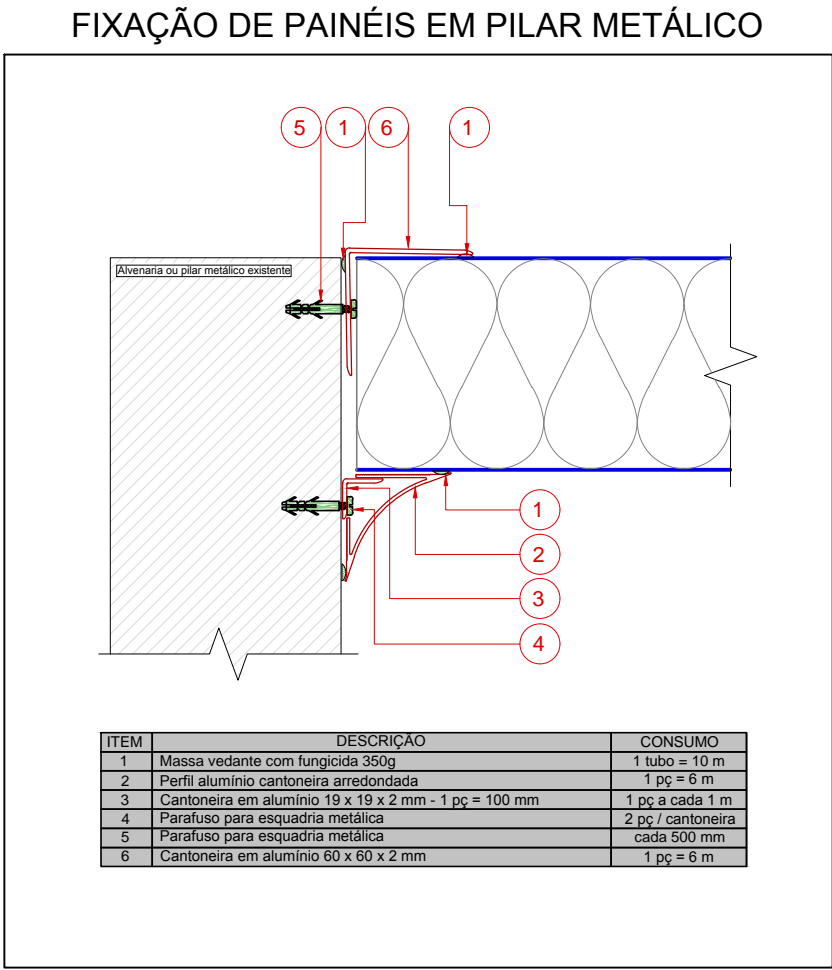 FIXAÇÃO DE PAINÉIS EM PILAR METÁLICO
5 1 6 1
Alvenaria ou pilar metálico existente
1
2
3
4
ITEM DESCRIÇÃO CONSUMO
1 Massa vedante com fungicida 350g 1 tubo = 10 m
2 Perfil alumínio cantoneira arredondada 1 pç = 6 m
3 Cantoneira em alumínio 19 x 19 x 2 mm - 1 pç = 100 mm 1 pç a cada 1 m
4 Parafuso para esquadria metálica 2 pç / cantoneira
5 Parafuso para esquadria metálica cada 500 mm
6 Cantoneira em alumínio 60 x 60 x 2 mm 1 pç = 6 m